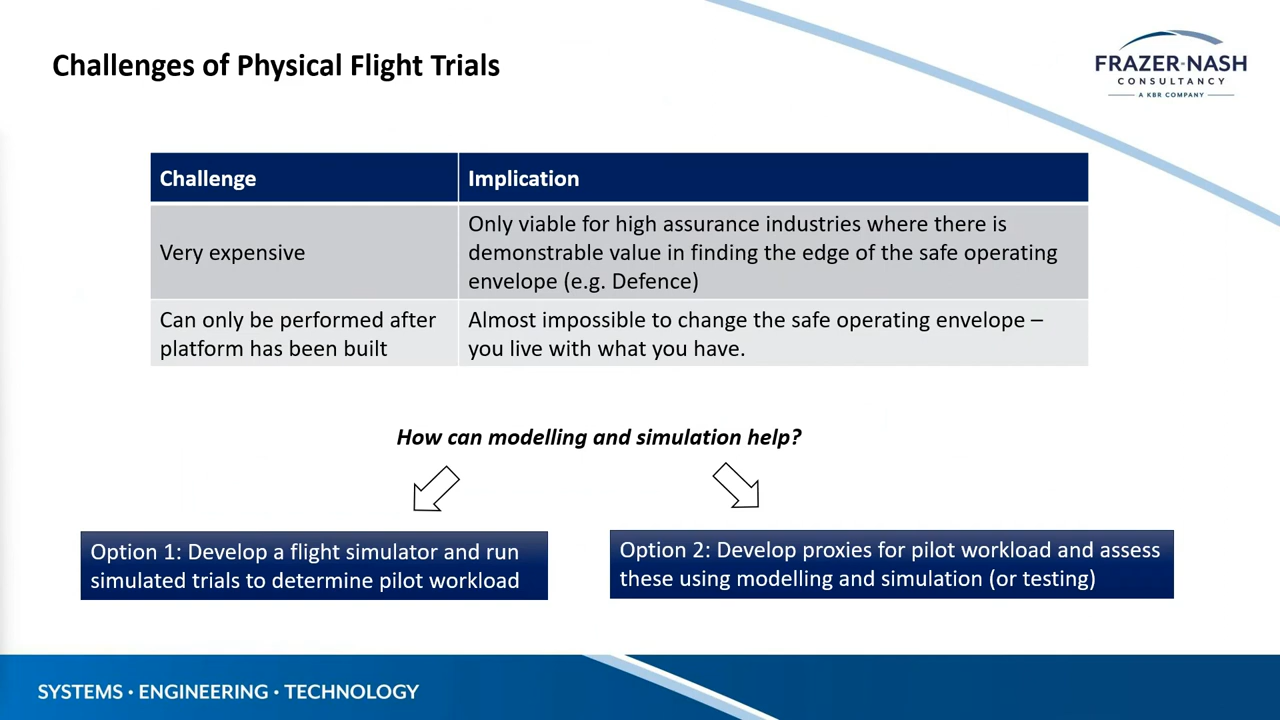 Challenges of Physical Flight Trials
FRAZER-NASH
CONSULTANCY
A KBR COMPANY
Challenge
Implication
Very expensive
Only viable for high assurance industries where there is
demonstrable value in finding the edge of the safe operating
envelope (e.g. Defence)
Can only be performed after
platform has been built
Almost impossible to change the safe operating envelope –
you live with what you have.
How can modelling and simulation help?
Option 1: Develop a flight simulator and run
simulated trials to determine pilot workload
Option 2: Develop proxies for pilot workload and assess
these using modelling and simulation (or testing)
SYSTEMS · ENGINEERING · TECHNOLOGY